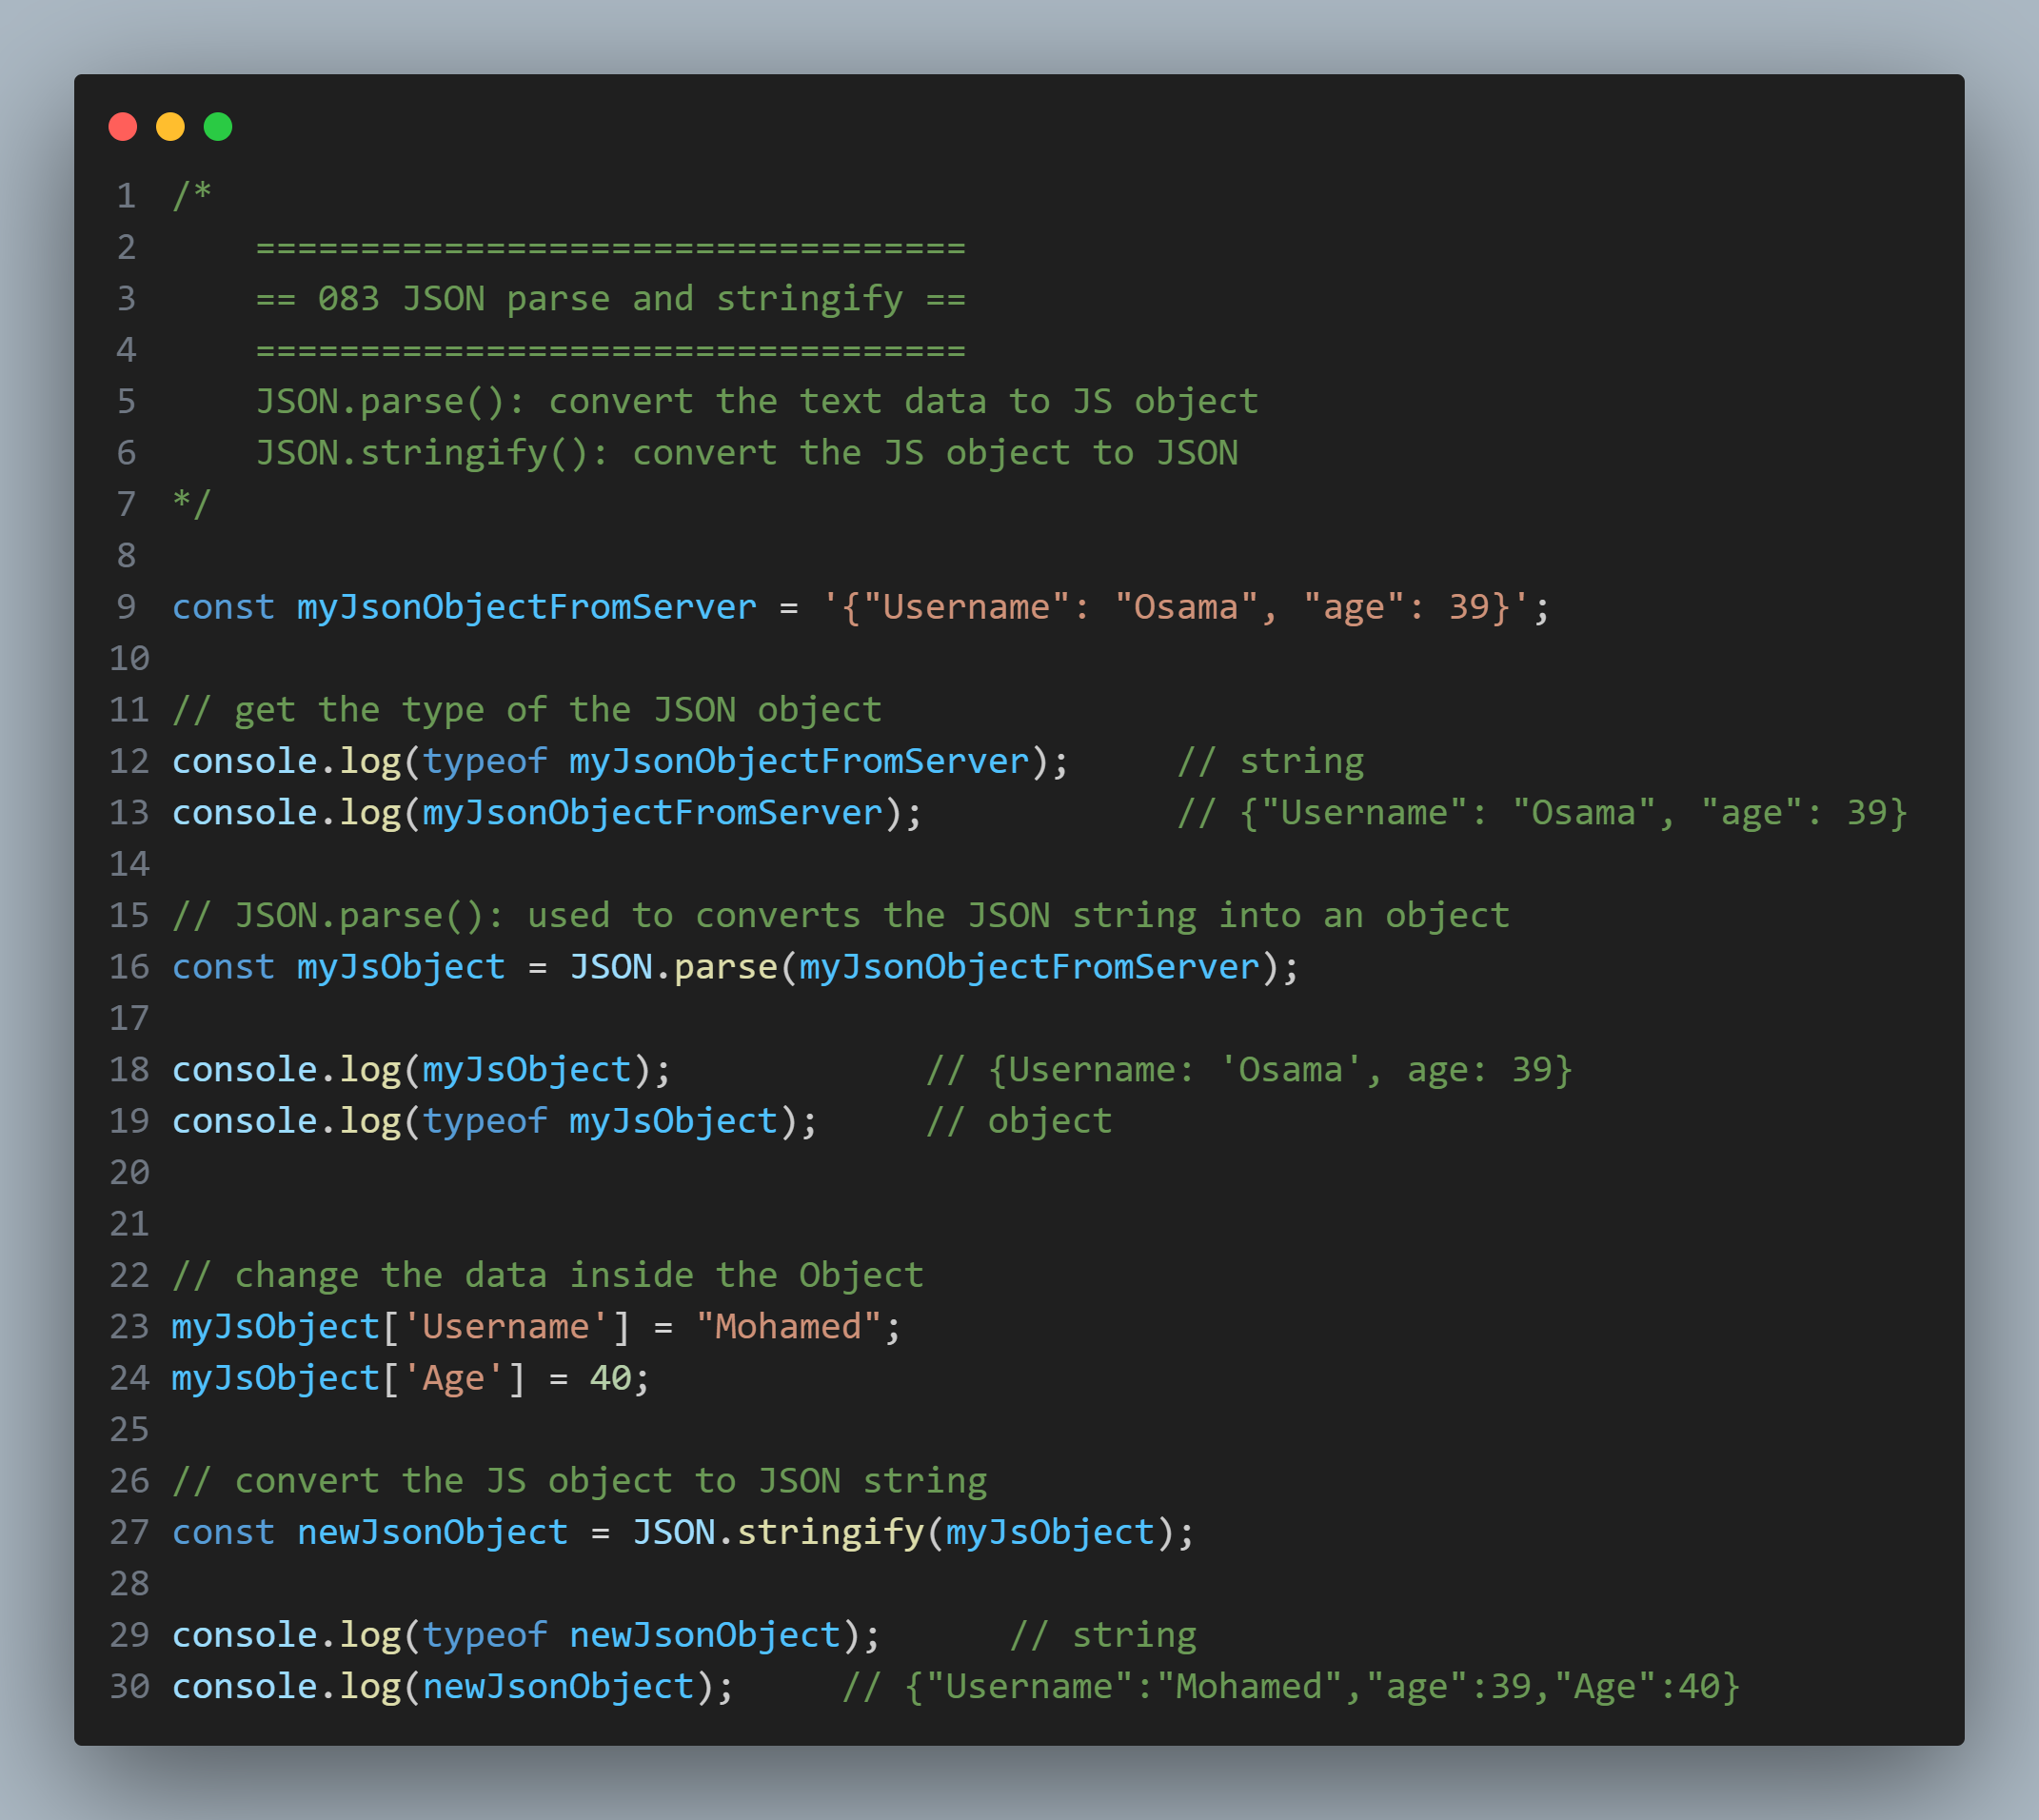 1 /*
2     ==================================
3     == 083 JSON parse and stringify ==
4     ==================================
5     JSON.parse(): convert the text data to JS object
6     JSON.stringify(): convert the JS object to JSON
7 */
8
9 const myJsonObjectFromServer = '{"Username": "Osama", "age": 39}';
10
11 // get the type of the JSON object
12 console.log(typeof myJsonObjectFromServer);     // string
13 console.log(myJsonObjectFromServer);            // {"Username": "Osama", "age": 39}
14
15 // JSON.parse(): used to converts the JSON string into an object
16 const myJsObject = JSON.parse(myJsonObjectFromServer);
17
18 console.log(myJsObject);            // {Username: 'Osama', age: 39}
19 console.log(typeof myJsObject);     // object
20
21
22 // change the data inside the Object
23 myJsObject['Username'] = "Mohamed";
24 myJsObject['Age'] = 40;
25
26 // convert the JS object to JSON string
27 const newJsonObject = JSON.stringify(myJsObject);
28
29 console.log(typeof newJsonObject);      // string
30 console.log(newJsonObject);     // {"Username":"Mohamed","age":39,"Age":40}